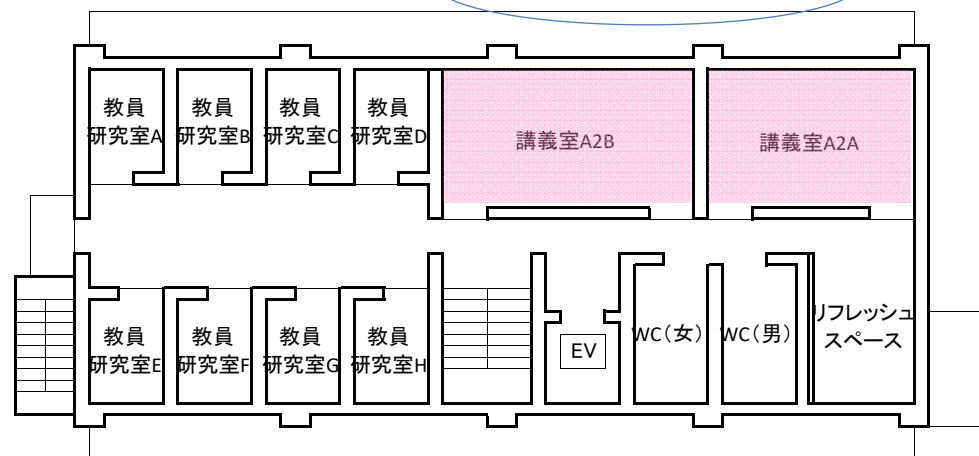 教員
研究室A
教員
研究室B
教員
研究室C
教員
研究室D
講義室A2B
講義室A2A
教員
研究室E
教員
研究室F
教員
研究室G
教員
研究室H
EV
WC(女)
WC(男)
リフレッシュ
スペース